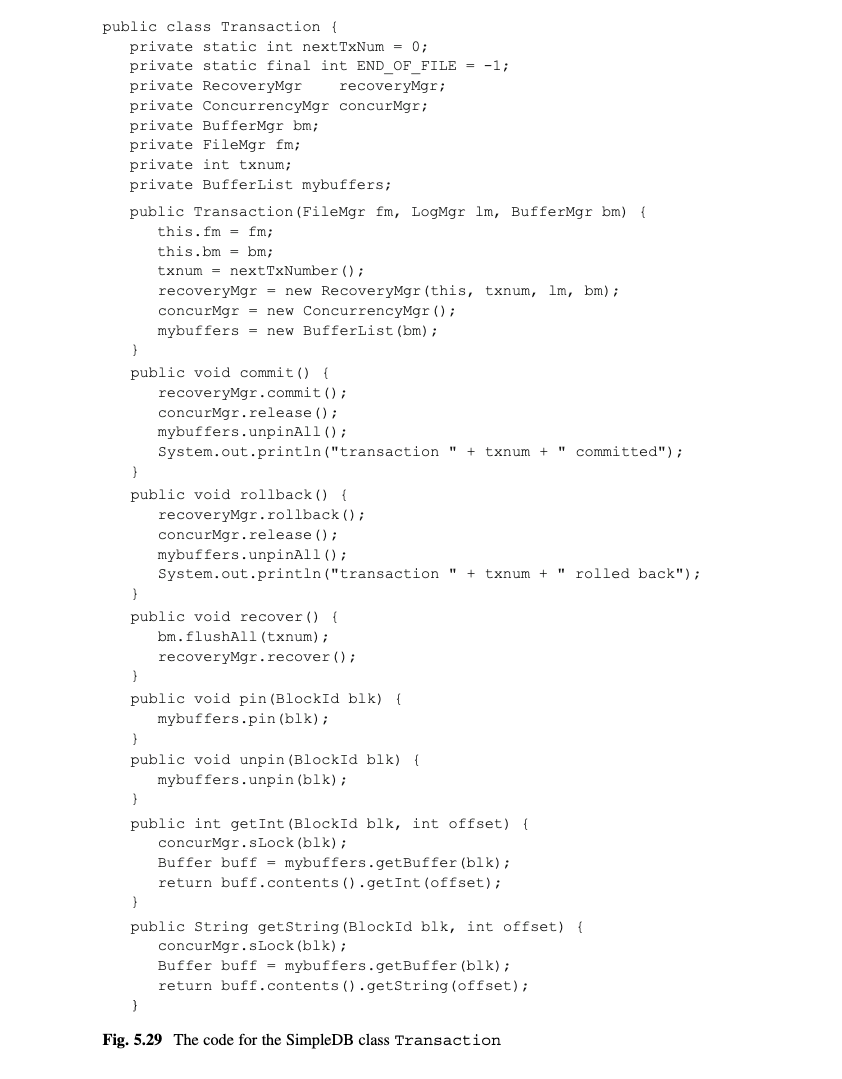 public class Transaction {
private static int nextTxNum = 0;
private static final int END_OF_FILE = -1;
private RecoveryMgr    recoveryMgr;
private ConcurrencyMgr concurMgr;
private BufferMgr bm;
private FileMgr fm;
private int txnum;
private BufferList mybuffers;
public Transaction(FileMgr fm, LogMgr lm, BufferMgr bm) {
this.fm = fm;
this.bm = bm;
txnum = nextTxNumber();
recoveryMgr = new RecoveryMgr(this, txnum, lm, bm);
concurMgr = new ConcurrencyMgr();
mybuffers = new BufferList(bm);
}
public void commit() {
recoveryMgr.commit();
concurMgr.release();
mybuffers.unpinAll();
System.out.println("transaction " + txnum + " committed");
}
public void rollback() {
recoveryMgr.rollback();
concurMgr.release();
mybuffers.unpinAll();
System.out.println("transaction " + txnum + " rolled back");
}
public void recover() {
bm.flushAll(txnum);
recoveryMgr.recover();
}
public void pin(BlockId blk) {
mybuffers.pin(blk);
}
public void unpin(BlockId blk) {
mybuffers.unpin(blk);
}
public int getInt(BlockId blk, int offset) {
concurMgr.sLock(blk);
Buffer buff = mybuffers.getBuffer(blk);
return buff.contents().getInt(offset);
}
public String getString(BlockId blk, int offset) {
concurMgr.sLock(blk);
Buffer buff = mybuffers.getBuffer(blk);
return buff.contents().getString(offset);
}
Fig. 5.29 The code for the SimpleDB class Transaction